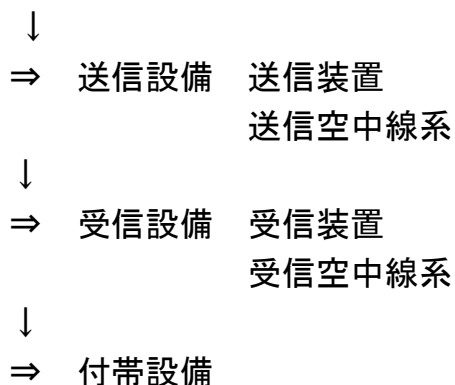 ↓
⇒ 送信設備 送信装置
送信空中線系
↓
⇒ 受信設備 受信装置
受信空中線系
↓
⇒ 付帯設備